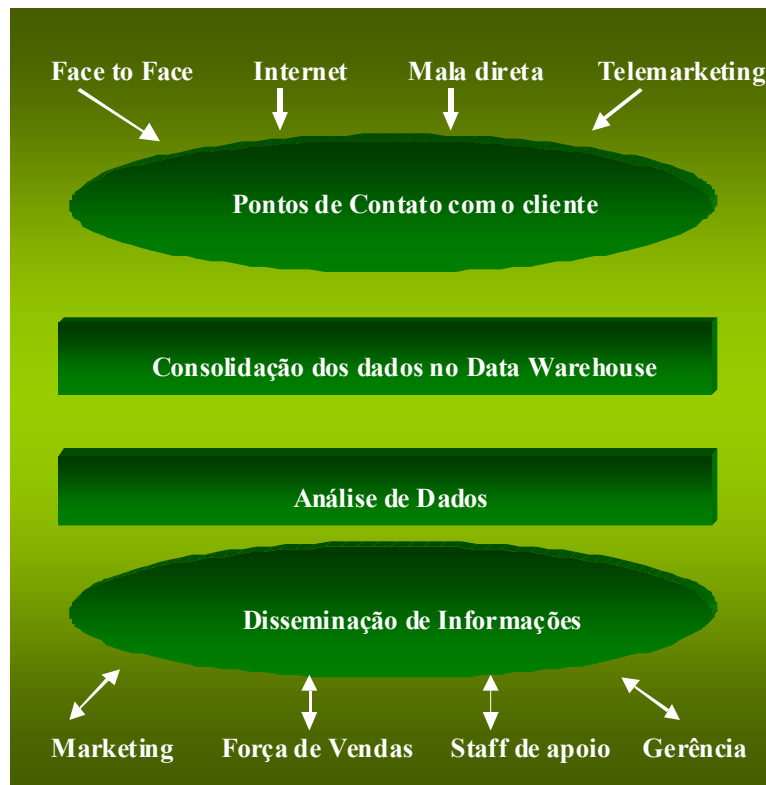 Face to Face Internet Mala direta Telemarketing
Pontos de Contato com o cliente
Consolidação dos dados no Data Warehouse
Análise de Dados
Disseminação de Informações
Marketing Força de Vendas Staff de apoio Gerência